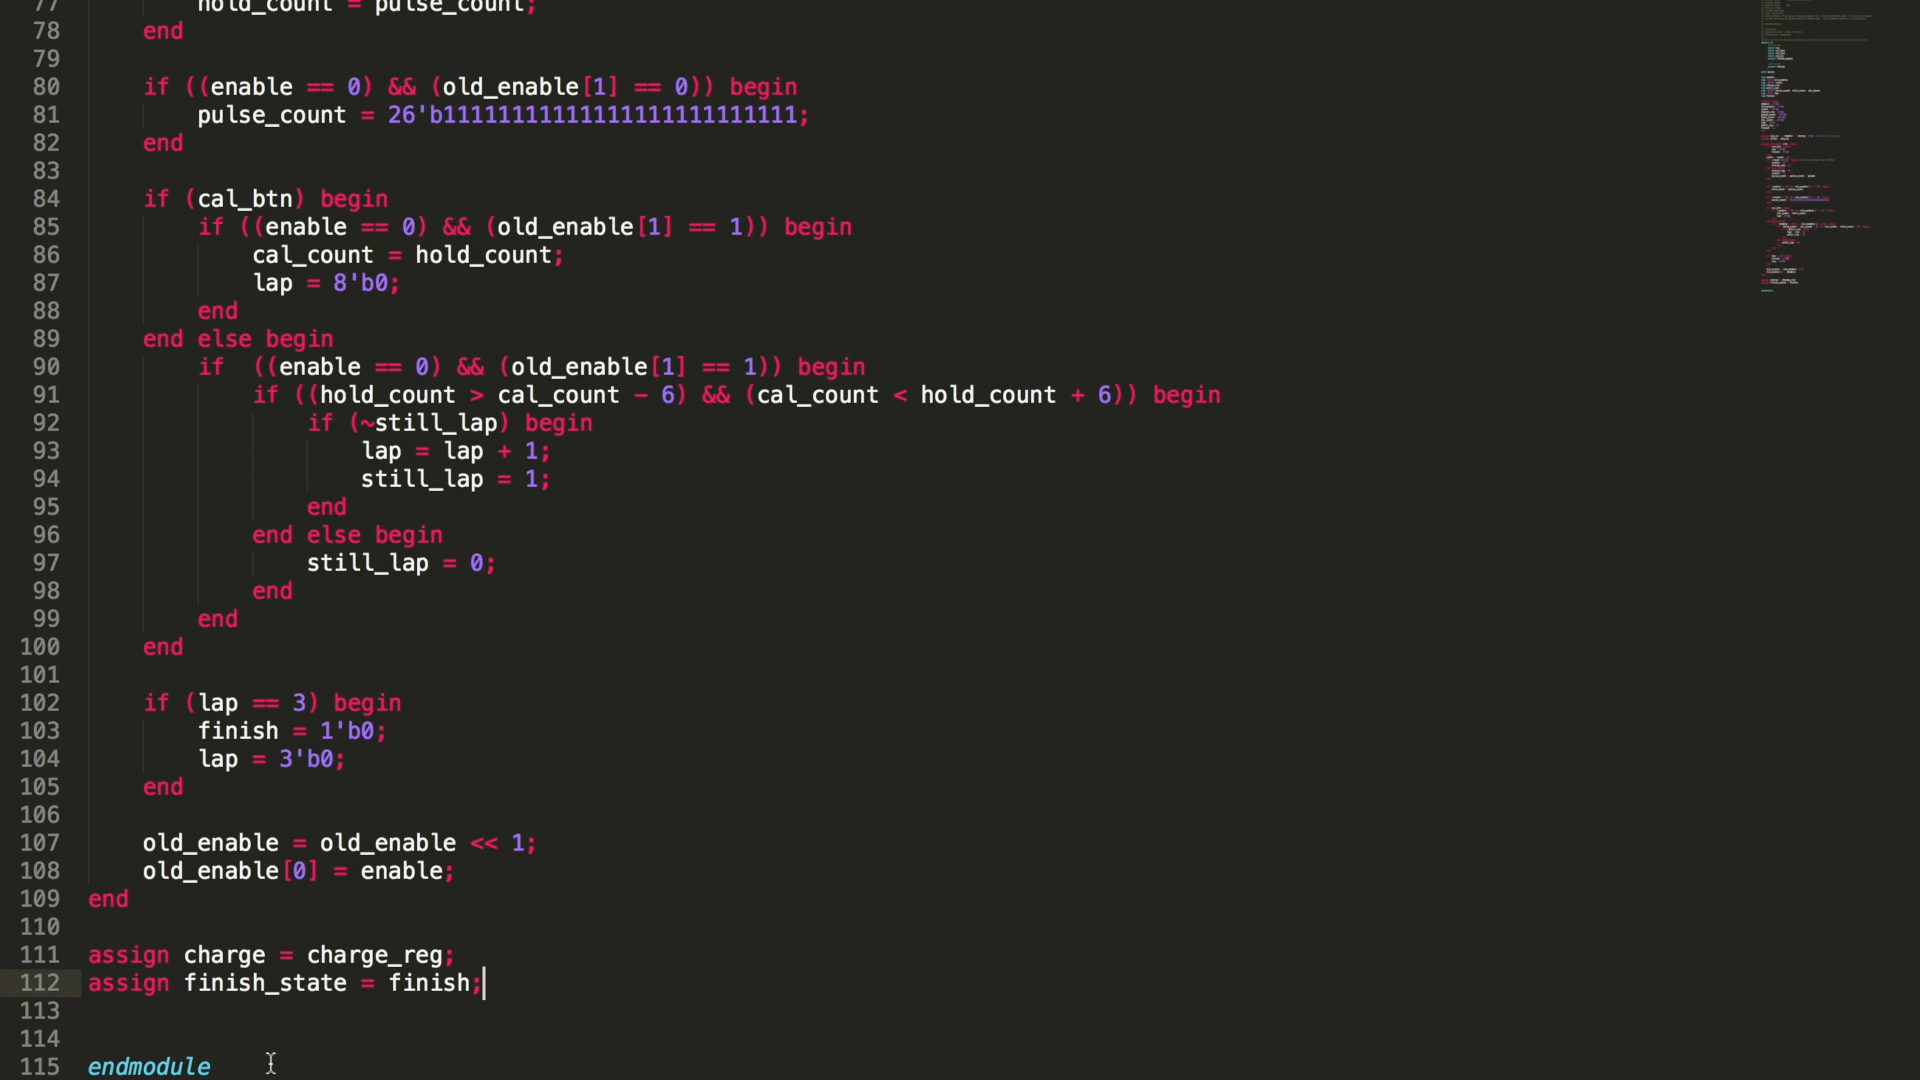 77 hold_count = pulse_count;
78 end
79
80 if ((enable == 0) && (old_enable[1] == 0)) begin
81 pulse_count = 26'b11111111111111111111111111;
82 end
83
84 if (cal_btn) begin
85 if ((enable == 0) && (old_enable[1] == 1)) begin
86 cal_count = hold_count;
87 lap = 8'b0;
88 end
89 end else begin
90 if  ((enable == 0) && (old_enable[1] == 1)) begin
91 if ((hold_count > cal_count - 6) && (cal_count < hold_count + 6)) begin
92 if (~still_lap) begin
93 lap = lap + 1;
94 still_lap = 1;
95 end
96 end else begin
97 still_lap = 0;
98 end
99 end
100 end
101
102 if (lap == 3) begin
103 finish = 1'b0;
104 lap = 3'b0;
105 end
106
107 old_enable = old_enable << 1;
108 old_enable[0] = enable;
109 end
110
111 assign charge = charge_reg;
112 assign finish_state = finish;
113
114
115 endmodule